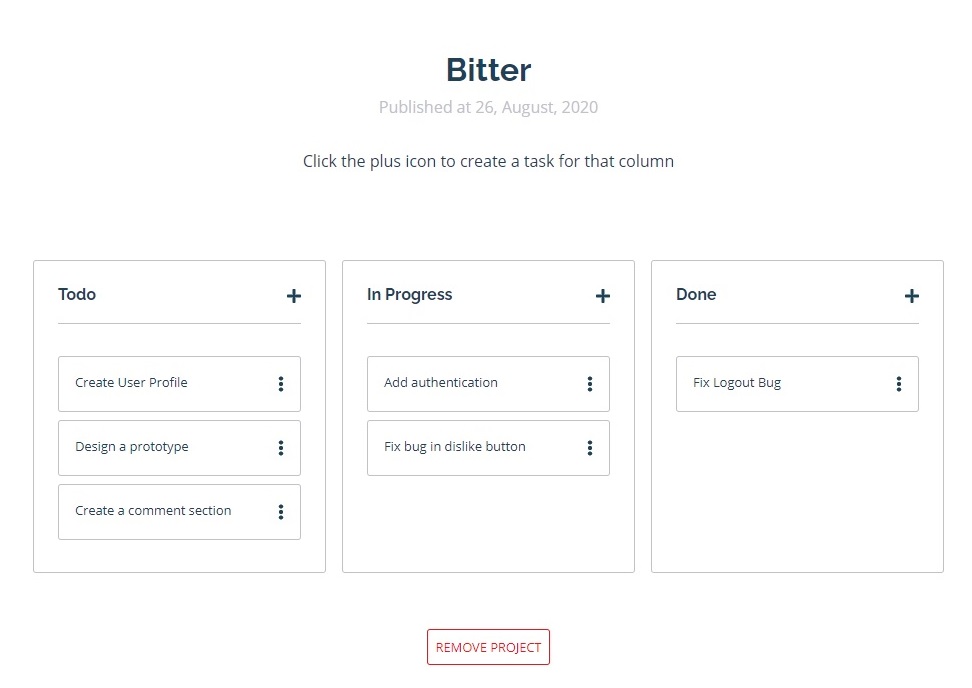 Bitter
Published at 26, August, 2020
Click the plus icon to create a task for that column
Todo
Create User Profile
Design a prototype
Create a comment section
In Progress
Add authentication
Fix bug in dislike button
Done
Fix Logout Bug
REMOVE PROJECT